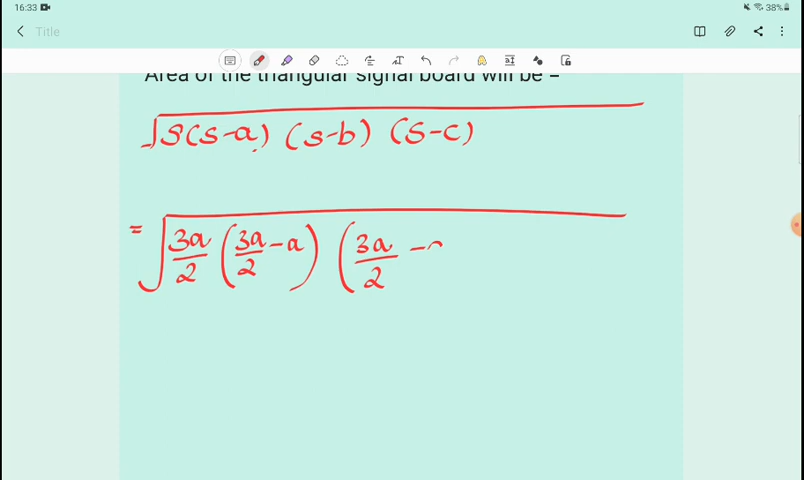 16:33 38%
Title
Area of the triangular signal board will be =
√S(s-a) (s-b) (s-c)
= √3a/2 (3a/2 - a) (3a/2 -